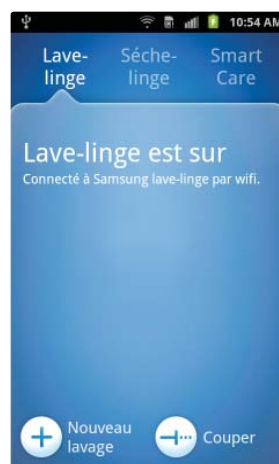 10:54 AM
Lave-
linge
Séche-
linge
Smart
Care
Lave-linge est sur
Connecté à Samsung lave-linge par wifi.
Nouveau
lavage
Couper